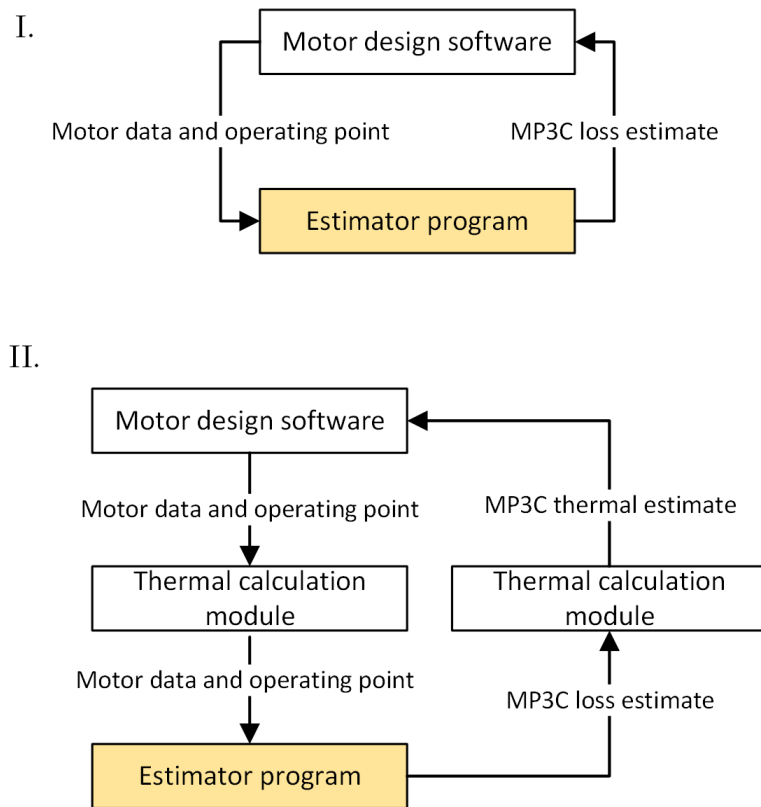 I.
Motor design software
Motor data and operating point
MP3C loss estimate
Estimator program
II.
Motor design software
Motor data and operating point
MP3C thermal estimate
Thermal calculation
module
Thermal calculation
module
Motor data and operating point
MP3C loss estimate
Estimator program